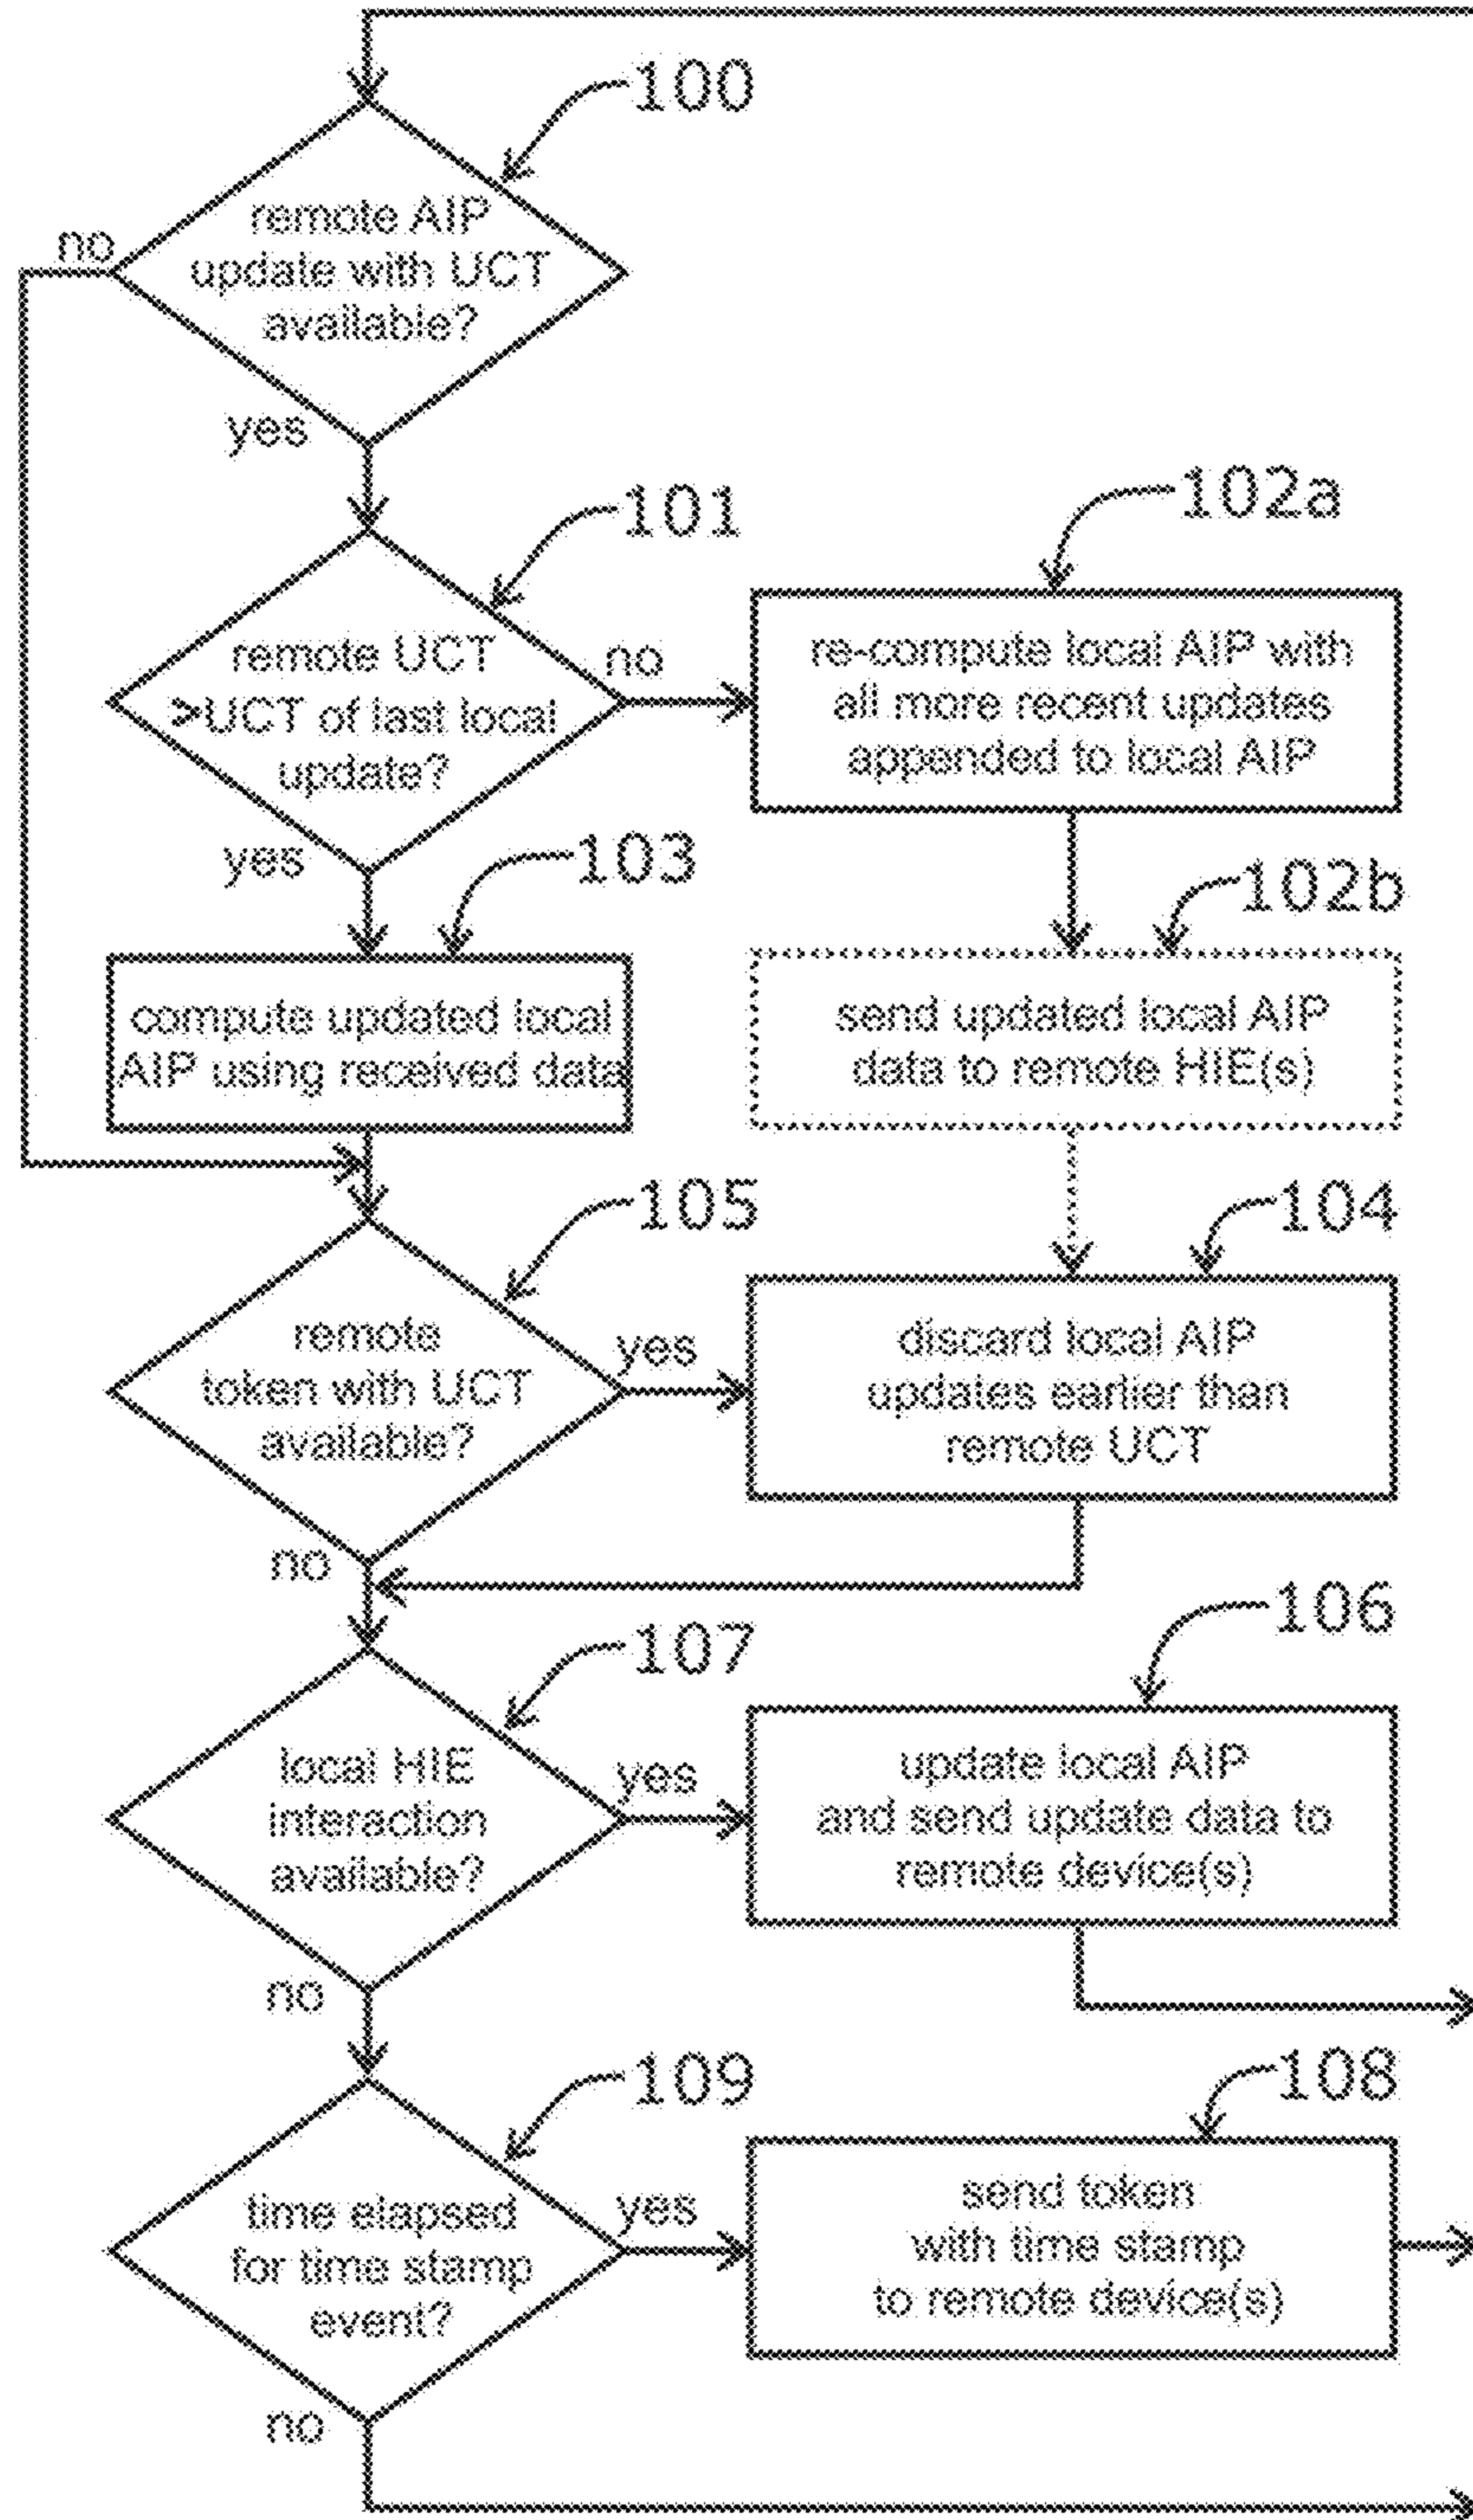 100
remote AIP
update with UCT
available?
no
yes
101
remote UCT
>UCT of last local
update?
no
yes
102a
re-compute local AIP with
all more recent updates
appended to local AIP
103
compute updated local
AIP using received data
102b
send updated local AIP
data to remote HIE(s)
105
remote
token with UCT
available?
yes
no
104
discard local AIP
updates earlier than
remote UCT
107
local HIE
interaction
available?
yes
no
106
update local AIP
and send update data to
remote device(s)
109
time elapsed
for time stamp
event?
yes
no
108
send token
with time stamp
to remote device(s)